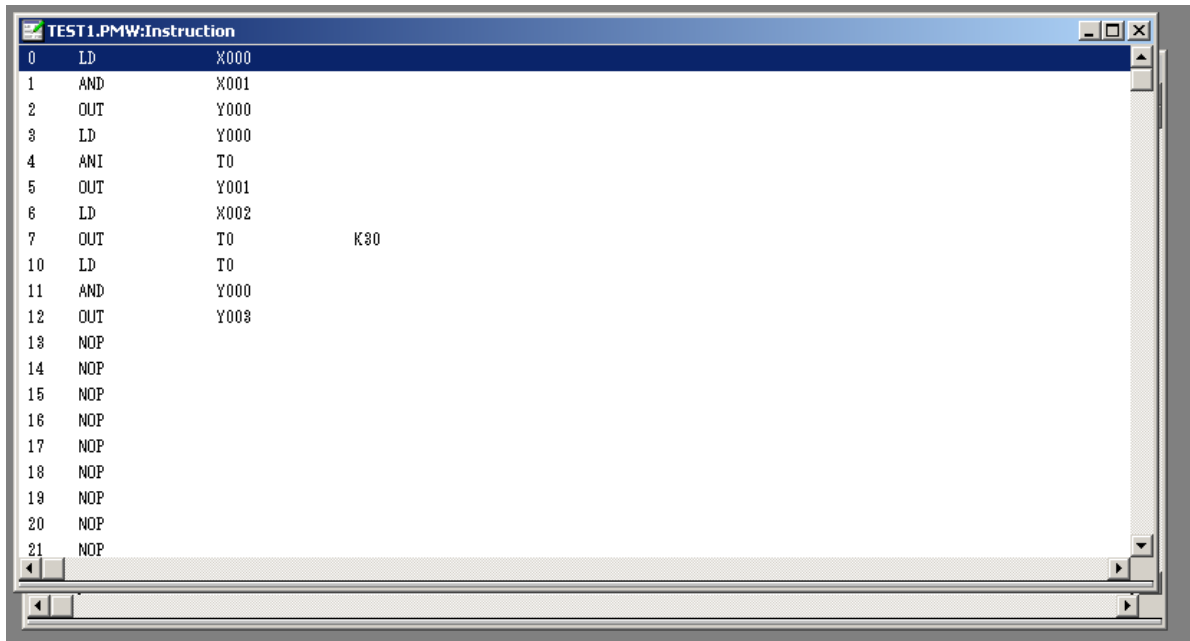 TEST1.PMW:Instruction
0 LD X000
1 AND X001
2 OUT Y000
3 LD Y000
4 ANI T0
5 OUT Y001
6 LD X002
7 OUT T0 K30
10 LD T0
11 AND Y000
12 OUT Y003
13 NOP
14 NOP
15 NOP
16 NOP
17 NOP
18 NOP
19 NOP
20 NOP
21 NOP